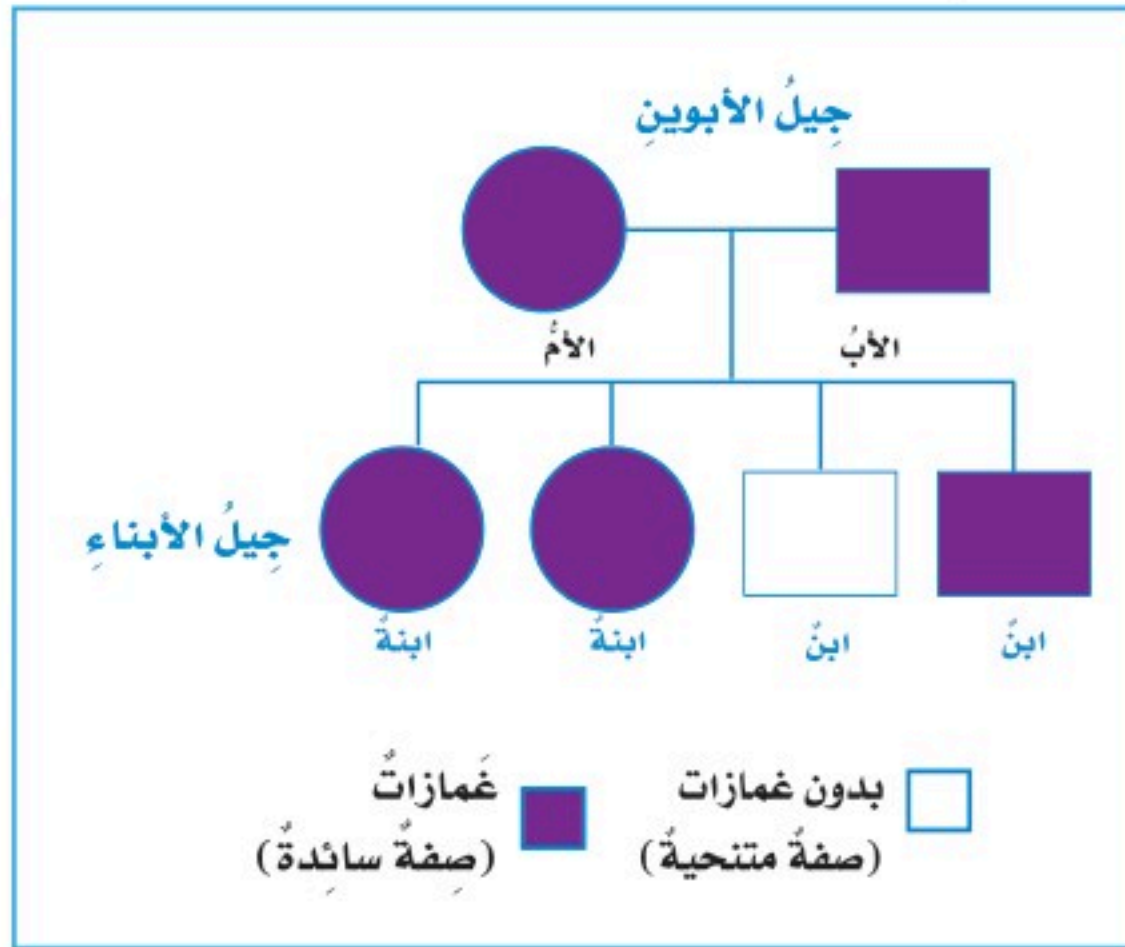 جِيلُ الأبوينِ
الأبُ
الأمُّ
جِيلُ الأبناءِ
ابنٌ
ابنٌ
ابنةٌ
ابنةٌ
بدون غمازات
(صفةٌ متنحيةٌ)
غَمازاتٌ
(صِفةٌ سائِدةٌ)